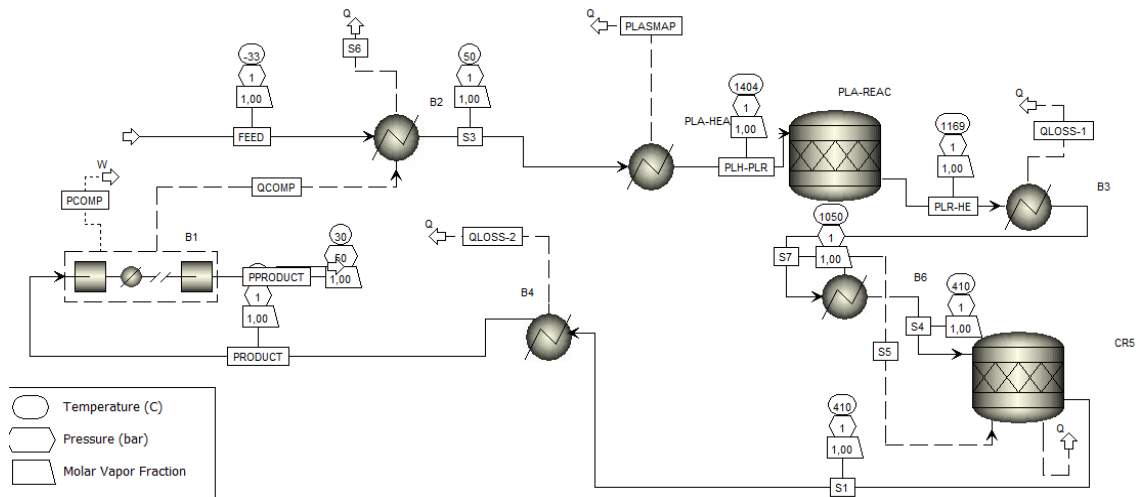 Q
S6
-33
1
1,00
FEED
B2
50
1
1,00
S3
Q
PLASMAP
PLA-HEA
1404
1
1,00
PLH-PLR
PLA-REAC
1169
1
1,00
PLR-HE
Q
QLOSS-1
B3
W
PCOMP
QCOMP
B1
PPRODUCT
30
60
1,00
1
1,00
PRODUCT
Q
QLOSS-2
B4
1050
1
1,00
S7
B6
S5
410
1
1,00
S4
CR5
Q
410
1
1,00
S1
Temperature (C)
Pressure (bar)
Molar Vapor Fraction